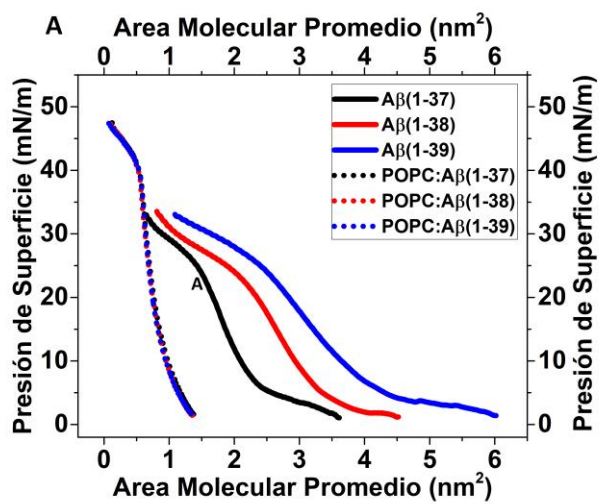 A
Area Molecular Promedio (nm²)
0 1 2 3 4 5 6
Presión de Superficie (mN/m)
50
40
30
20
10
0
Aβ(1-37)
Aβ(1-38)
Aβ(1-39)
POPC:Aβ(1-37)
POPC:Aβ(1-38)
POPC:Aβ(1-39)
A
50
40
30
20
10
0
Presión de Superficie (mN/m)
0 1 2 3 4 5 6
Area Molecular Promedio (nm²)